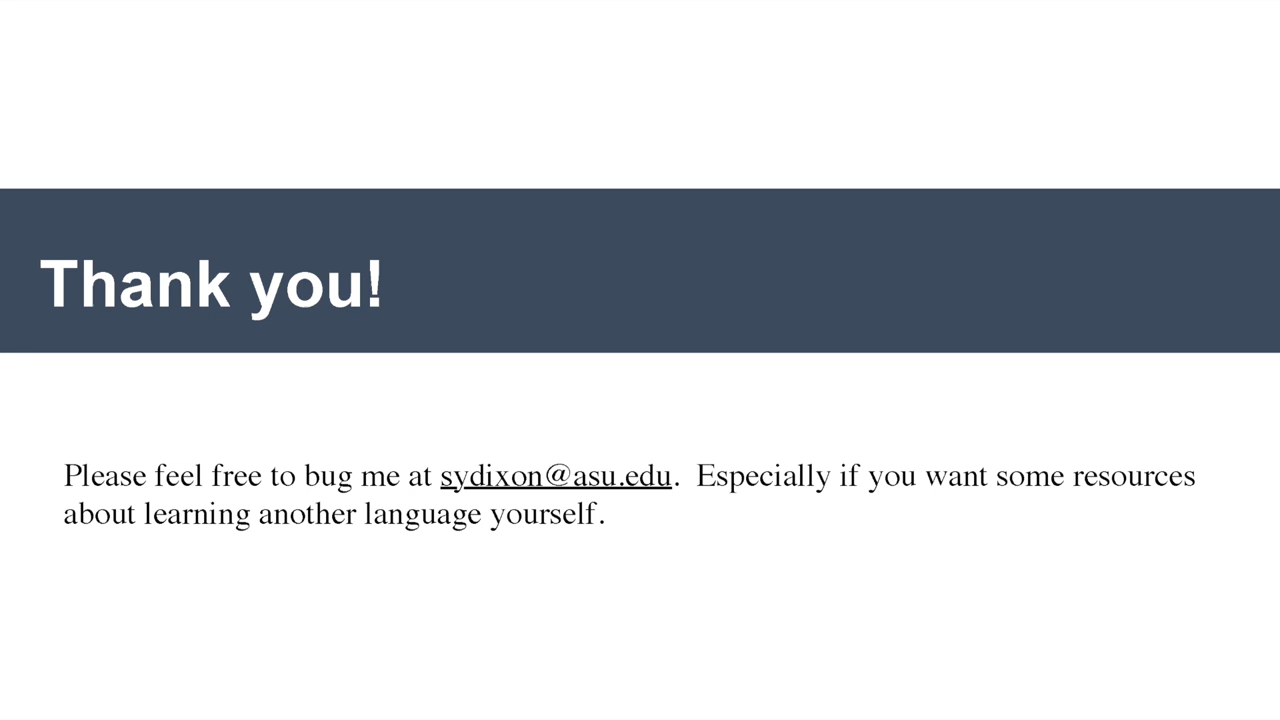 Thank you!
Please feel free to bug me at sydixon@asu.edu.  Especially if you want some resources
about learning another language yourself.